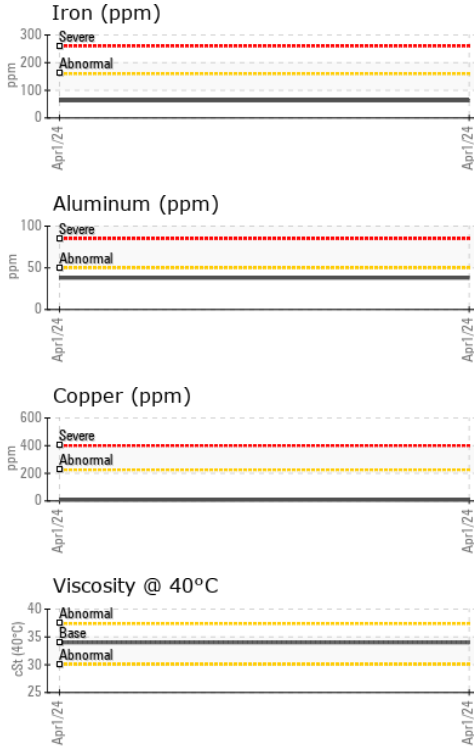 Iron (ppm)
300
Severe
200
Abnormal
ppm
100
0
Apr1/24
Apr1/24
Aluminum (ppm)
100
Severe
ppm
50
Abnormal
0
Apr1/24
Apr1/24
Copper (ppm)
600
Severe
400
ppm
Abnormal
200
0
Apr1/24
Apr1/24
Viscosity @ 40°C
40
Abnormal
35
Base
cSt (40°C)
Abnormal
30
25
Apr1/24
Apr1/24